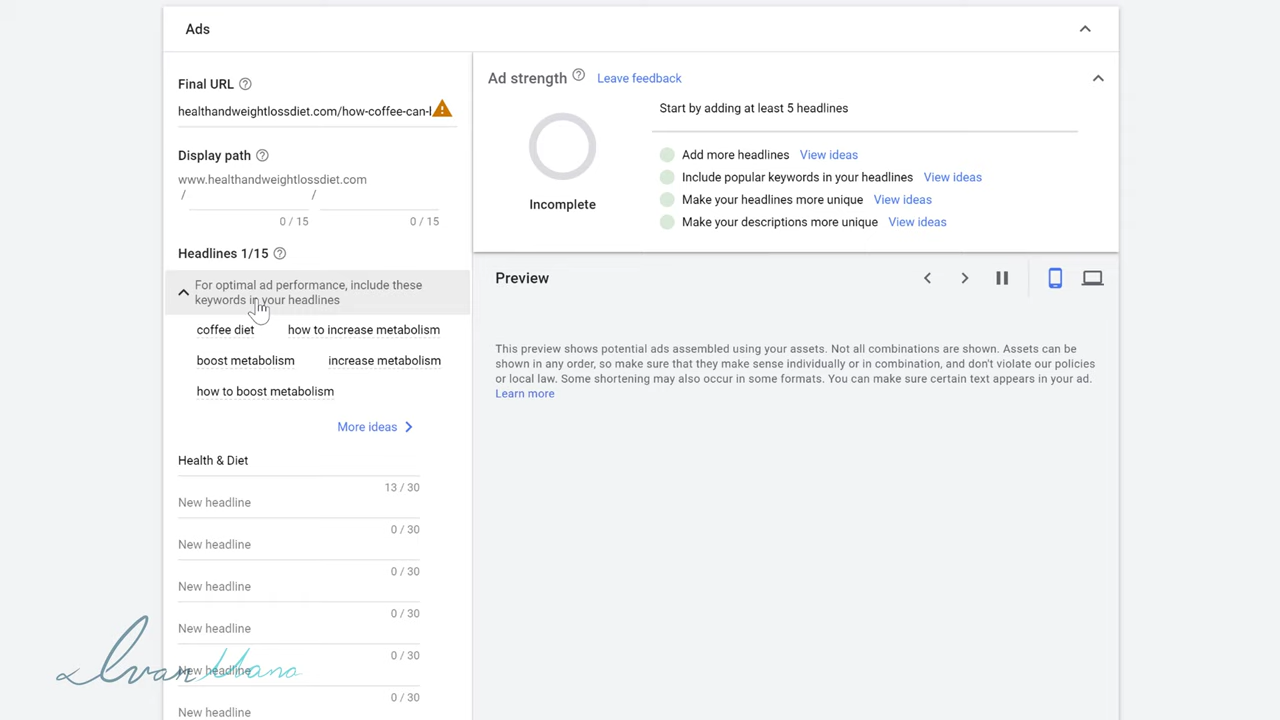 Ads
Final URL
healthandweightlossdiet.com/how-coffee-can-l
Display path
www.healthandweightlossdiet.com
/ /
0 / 15 0 / 15
Headlines 1/15
For optimal ad performance, include these
keywords in your headlines
coffee diet how to increase metabolism
boost metabolism increase metabolism
how to boost metabolism
More ideas
Health & Diet
13 / 30
New headline
0 / 30
New headline
0 / 30
New headline
0 / 30
New headline
0 / 30
New headline
0 / 30
New headline
Ad strength Leave feedback
Incomplete
Start by adding at least 5 headlines
Add more headlines View ideas
Include popular keywords in your headlines View ideas
Make your headlines more unique View ideas
Make your descriptions more unique View ideas
Preview
This preview shows potential ads assembled using your assets. Not all combinations are shown. Assets can be
shown in any order, so make sure that they make sense individually or in combination, and don't violate our policies
or local law. Some shortening may also occur in some formats. You can make sure certain text appears in your ad.
Learn more
Ivan Mana